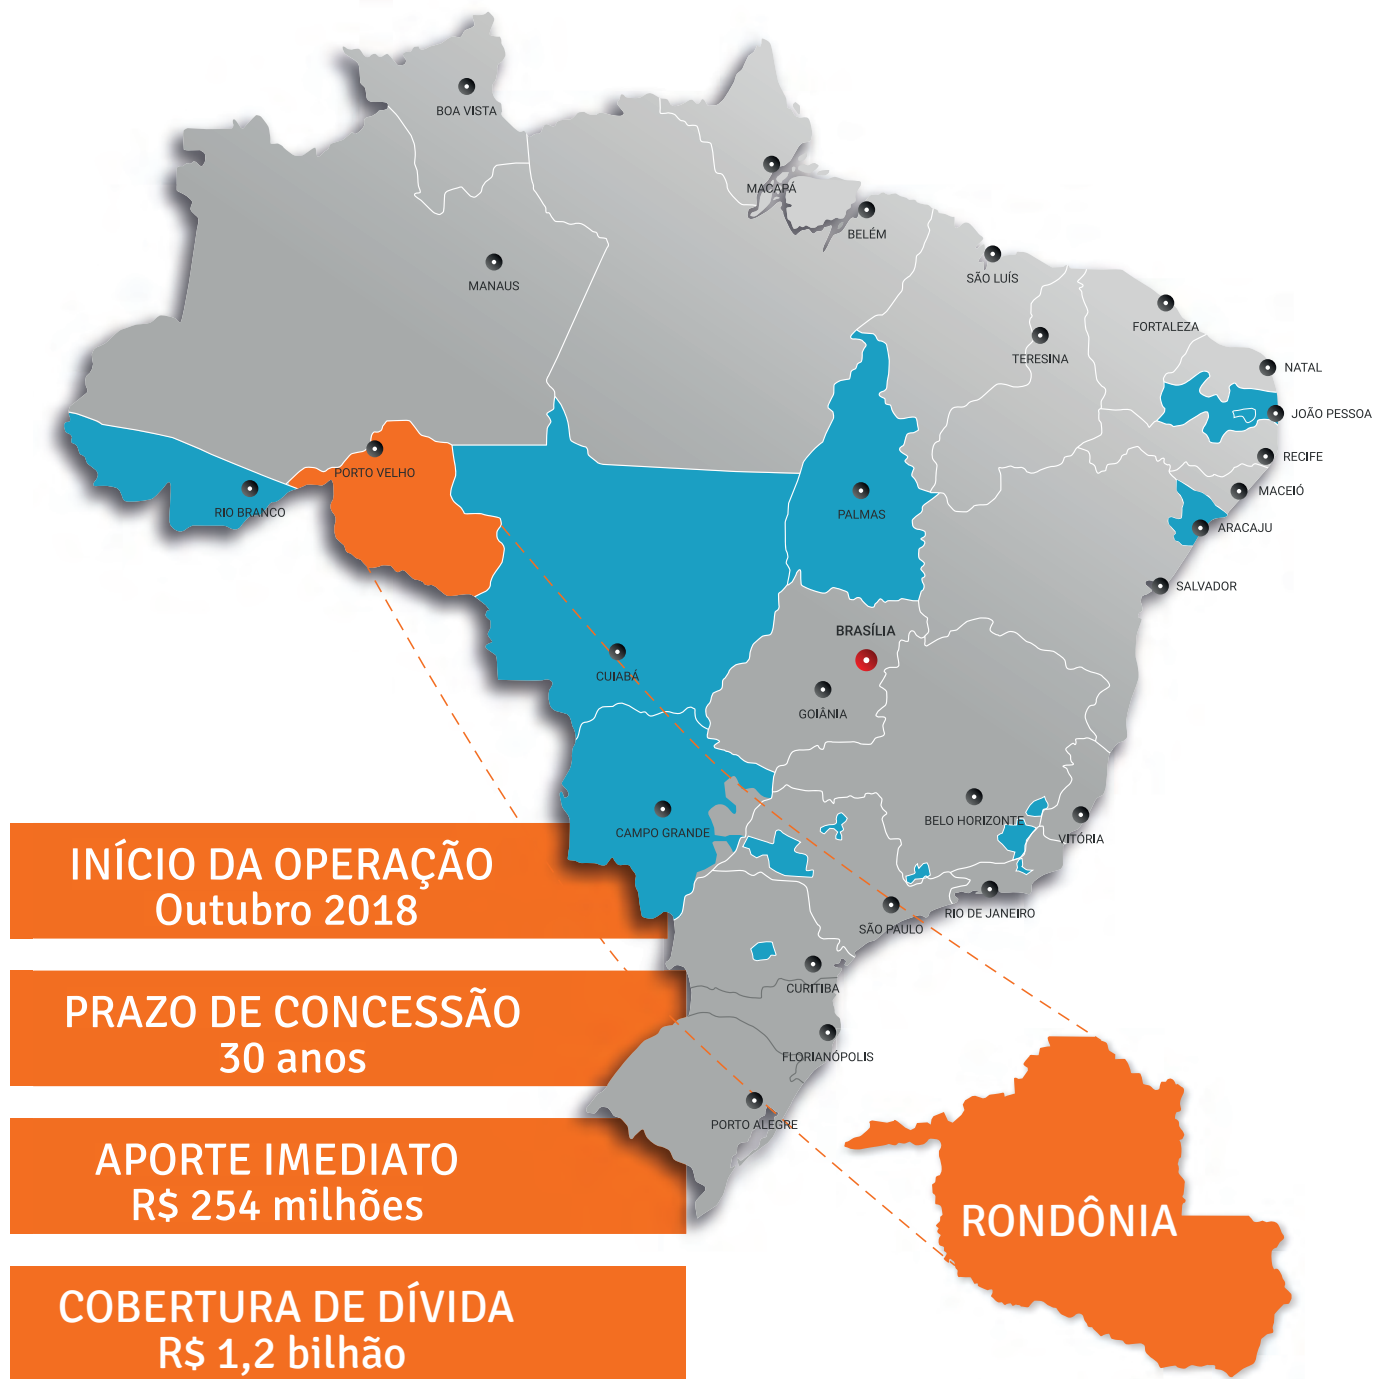 BOA VISTA
MACAPÁ
BELÉM
MANAUS
SÃO LUÍS
FORTALEZA
TERESINA
NATAL
JOÃO PESSOA
RECIFE
PORTO VELHO
MACEIÓ
RIO BRANCO
PALMAS
ARACAJU
SALVADOR
BRASÍLIA
CUIABÁ
GOIÂNIA
BELO HORIZONTE
CAMPO GRANDE
VITÓRIA
RIO DE JANEIRO
SÃO PAULO
CURITIBA
FLORIANÓPOLIS
PORTO ALEGRE
INÍCIO DA OPERAÇÃO
Outubro 2018
PRAZO DE CONCESSÃO
30 anos
APORTE IMEDIATO
R$ 254 milhões
COBERTURA DE DÍVIDA
R$ 1,2 bilhão
RONDÔNIA